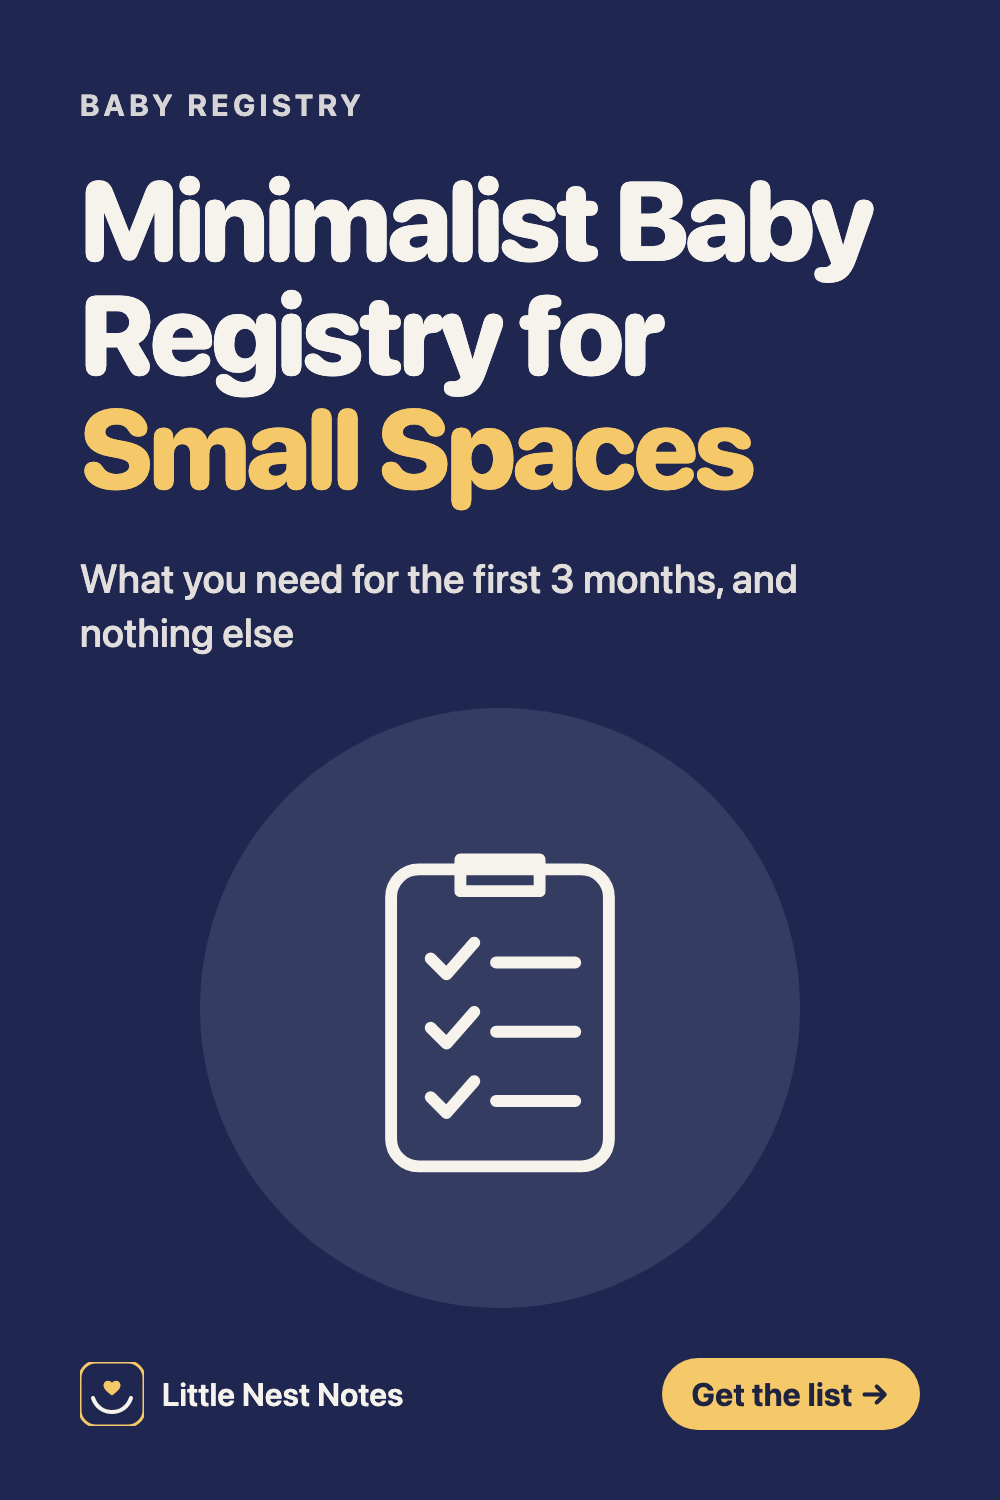 BABY REGISTRY
Minimalist Baby
Registry for
Small Spaces
What you need for the first 3 months, and
nothing else
Little Nest Notes
Get the list →